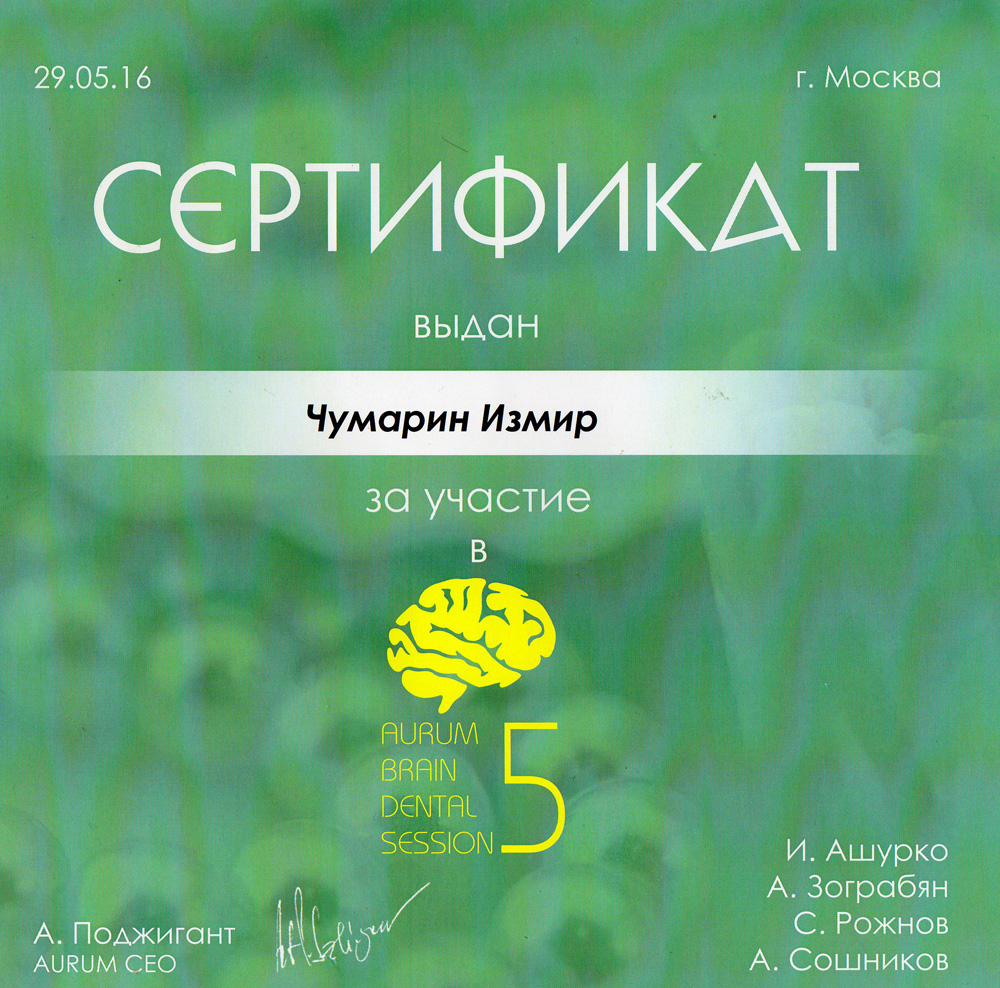 29.05.16
г. Москва
СЕРТИФИКАТ
выдан
Чумарин Измир
за участие
в
AURUM
BRAIN
DENTAL
SESSION
5
И. Ашурко
А. Зограбян
С. Рожнов
А. Сошников
А. Поджигант
AURUM CEO